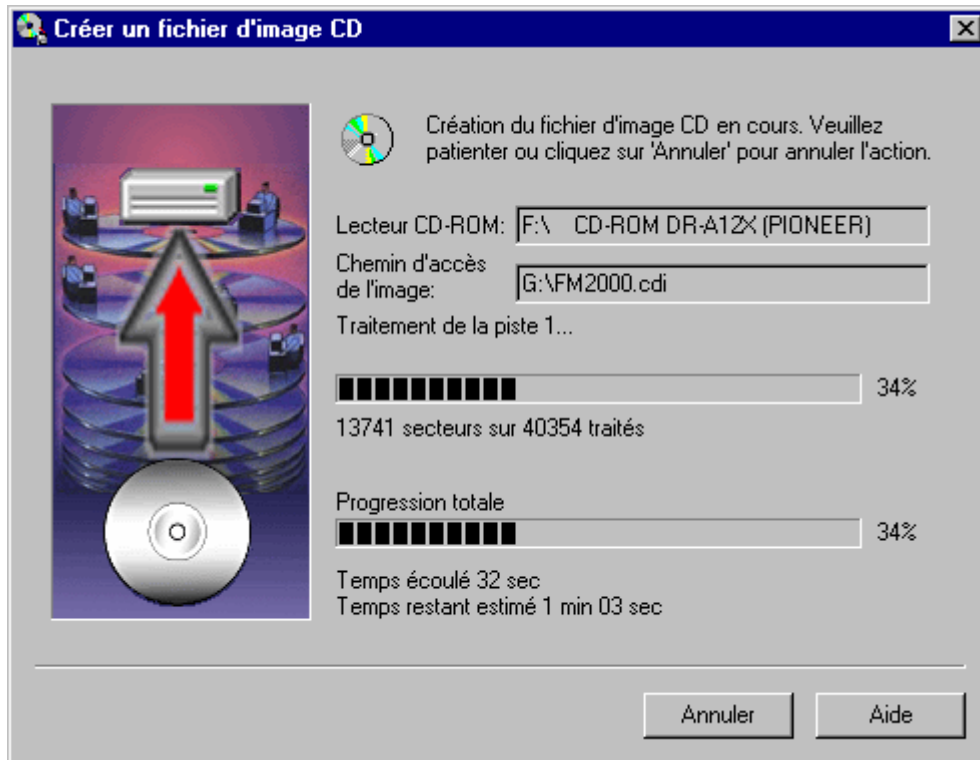 Créer un fichier d'image CD
Création du fichier d'image CD en cours. Veuillez
patienter ou cliquez sur 'Annuler' pour annuler l'action.
Lecteur CD-ROM: F:\ CD-ROM DR-A12X (PIONEER)
Chemin d'accès
de l'image: G:\FM2000.cdi
Traitement de la piste 1...
34%
13741 secteurs sur 40354 traités
Progression totale
34%
Temps écoulé 32 sec
Temps restant estimé 1 min 03 sec
Annuler Aide